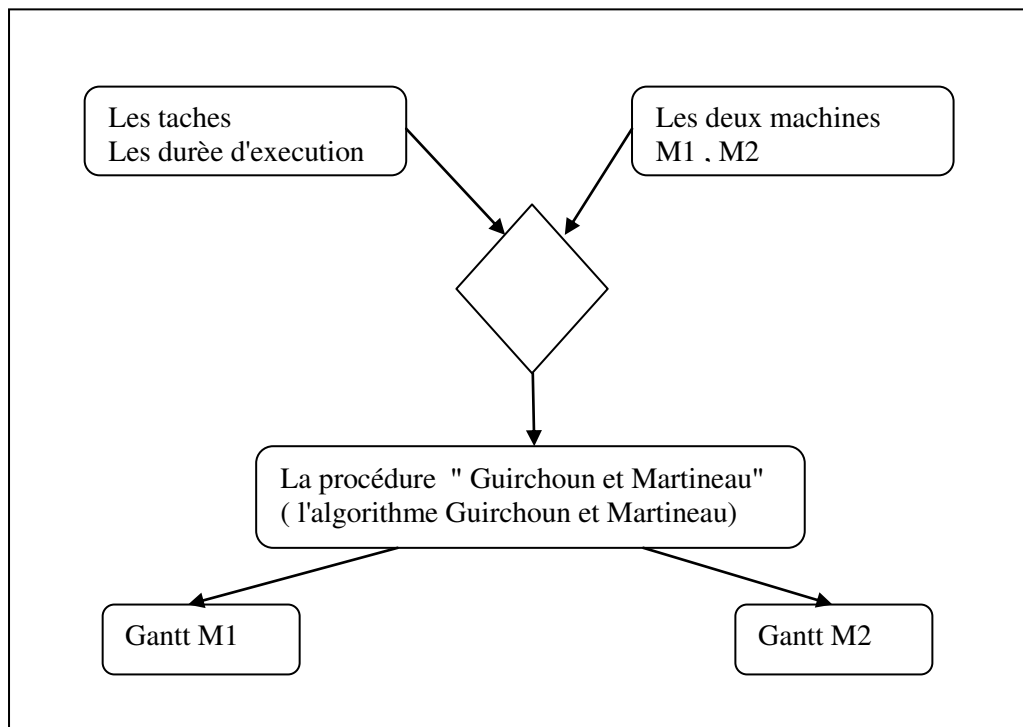 Les taches
Les durèe d'execution
Les deux machines
M1 , M2
La procédure " Guirchoun et Martineau"
( l'algorithme Guirchoun et Martineau)
Gantt M1
Gantt M2